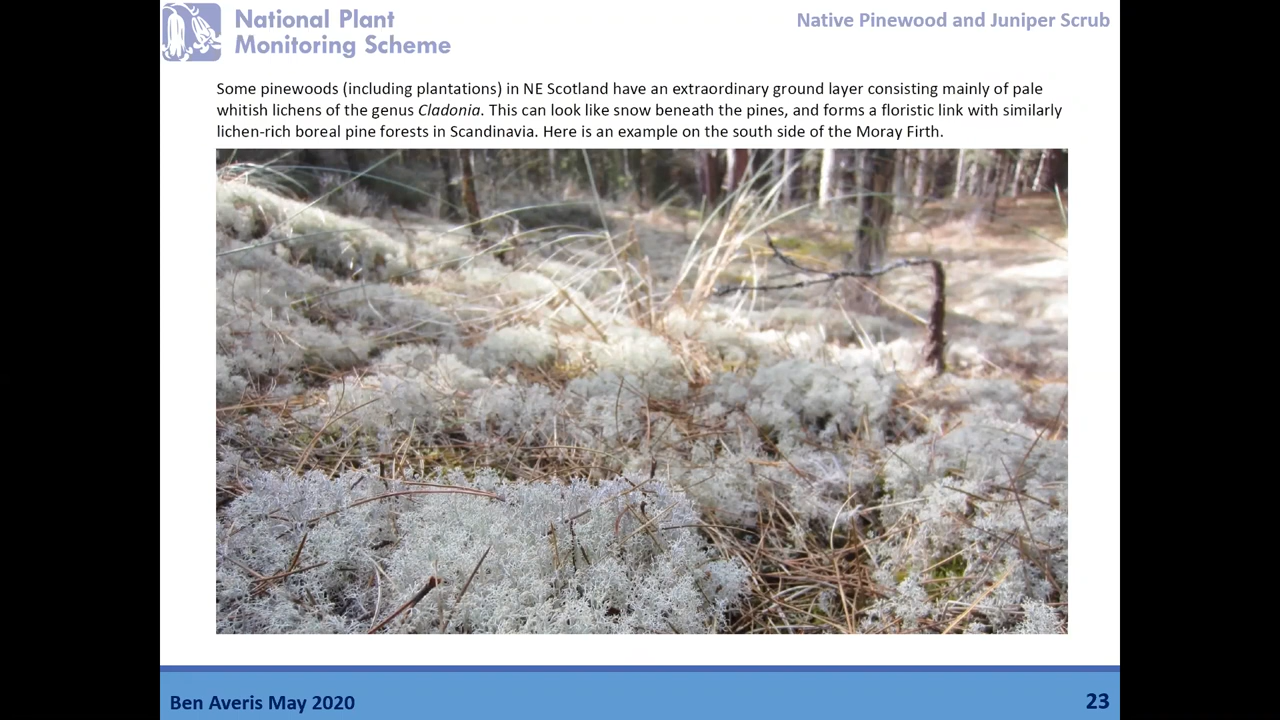 National Plant
Monitoring Scheme
Native Pinewood and Juniper Scrub
Some pinewoods (including plantations) in NE Scotland have an extraordinary ground layer consisting mainly of pale
whitish lichens of the genus Cladonia. This can look like snow beneath the pines, and forms a floristic link with similarly
lichen-rich boreal pine forests in Scandinavia. Here is an example on the south side of the Moray Firth.
Ben Averis May 2020
23